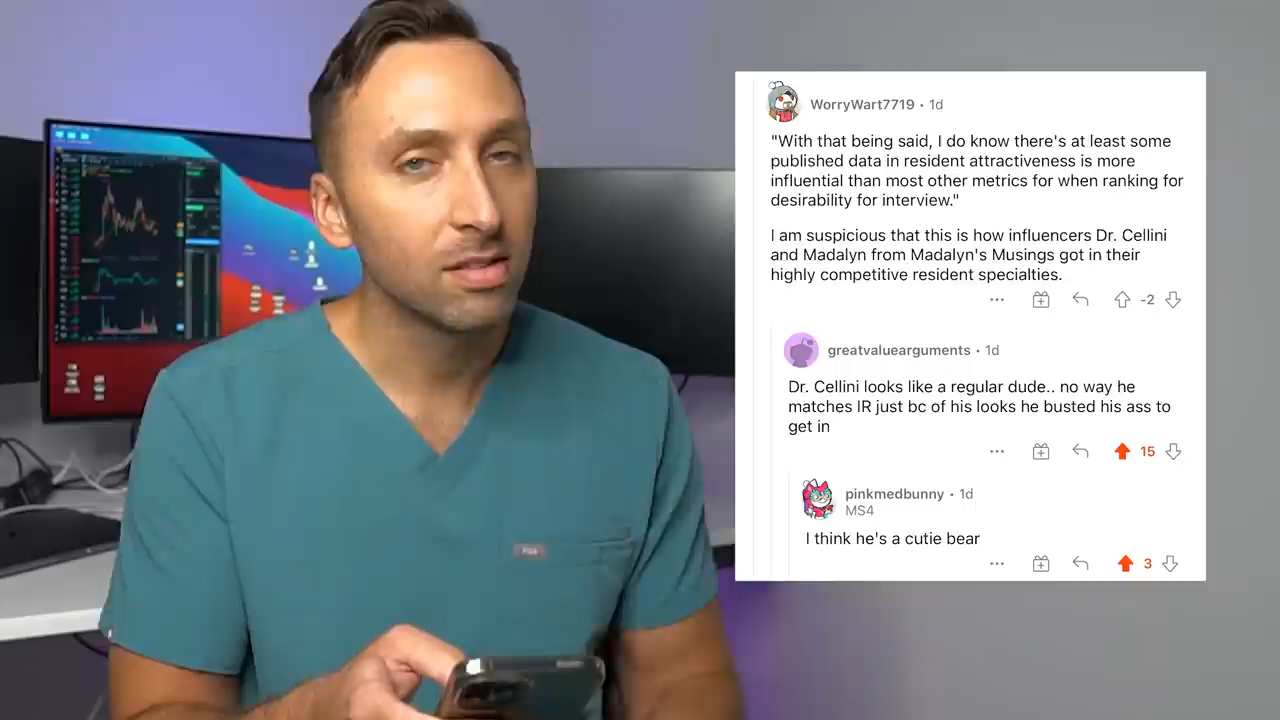 WorryWart7719 • 1d
"With that being said, I do know there's at least some
published data in resident attractiveness is more
influential than most other metrics for when ranking for
desirability for interview."
I am suspicious that this is how influencers Dr. Cellini
and Madalyn from Madalyn's Musings got in their
highly competitive resident specialties.
-2
greatvaluearguments • 1d
Dr. Cellini looks like a regular dude.. no way he
matches IR just bc of his looks he busted his ass to
get in
15
pinkmedbunny • 1d
MS4
I think he's a cutie bear
3